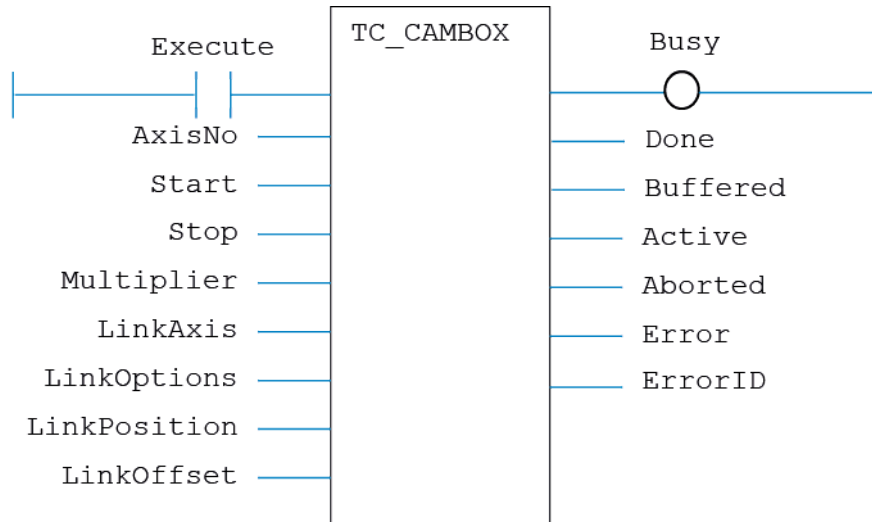 TC_CAMBOX
Execute
Busy
AxisNo
Done
Start
Buffered
Stop
Active
Multiplier
Aborted
LinkAxis
Error
LinkOptions
ErrorID
LinkPosition
LinkOffset